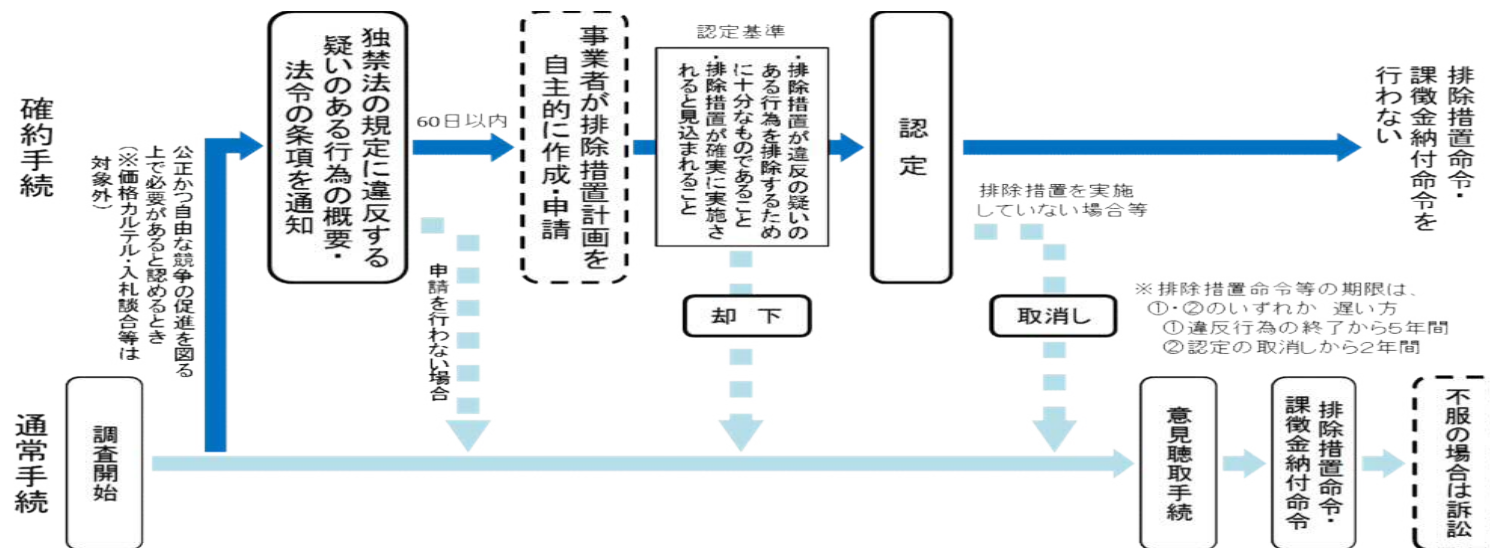 確約手続
公正かつ自由な競争の促進を図る
上で必要があると認めるとき
（※価格カルテル・入札談合等は
対象外）
独禁法の規定に違反する
疑いのある行為の概要・
法令の条項を通知
60日以内
申請を行わない場合
事業者が排除措置計画を
自主的に作成・申請
認定基準
・排除措置が違反の疑いの
ある行為を排除するため
に十分なものであること
・排除措置が確実に実施さ
れると見込まれること
却下
認定
排除措置を実施
していない場合等
取消し
排除措置命令・
課徴金納付命令を
行わない
※排除措置命令等の期限は、
①・②のいずれか 遅い方
①違反行為の終了から5年間
②認定の取消しから2年間
通常手続
調査開始
意見聴取手続
排除措置命令・
課徴金納付命令
不服の場合は訴訟